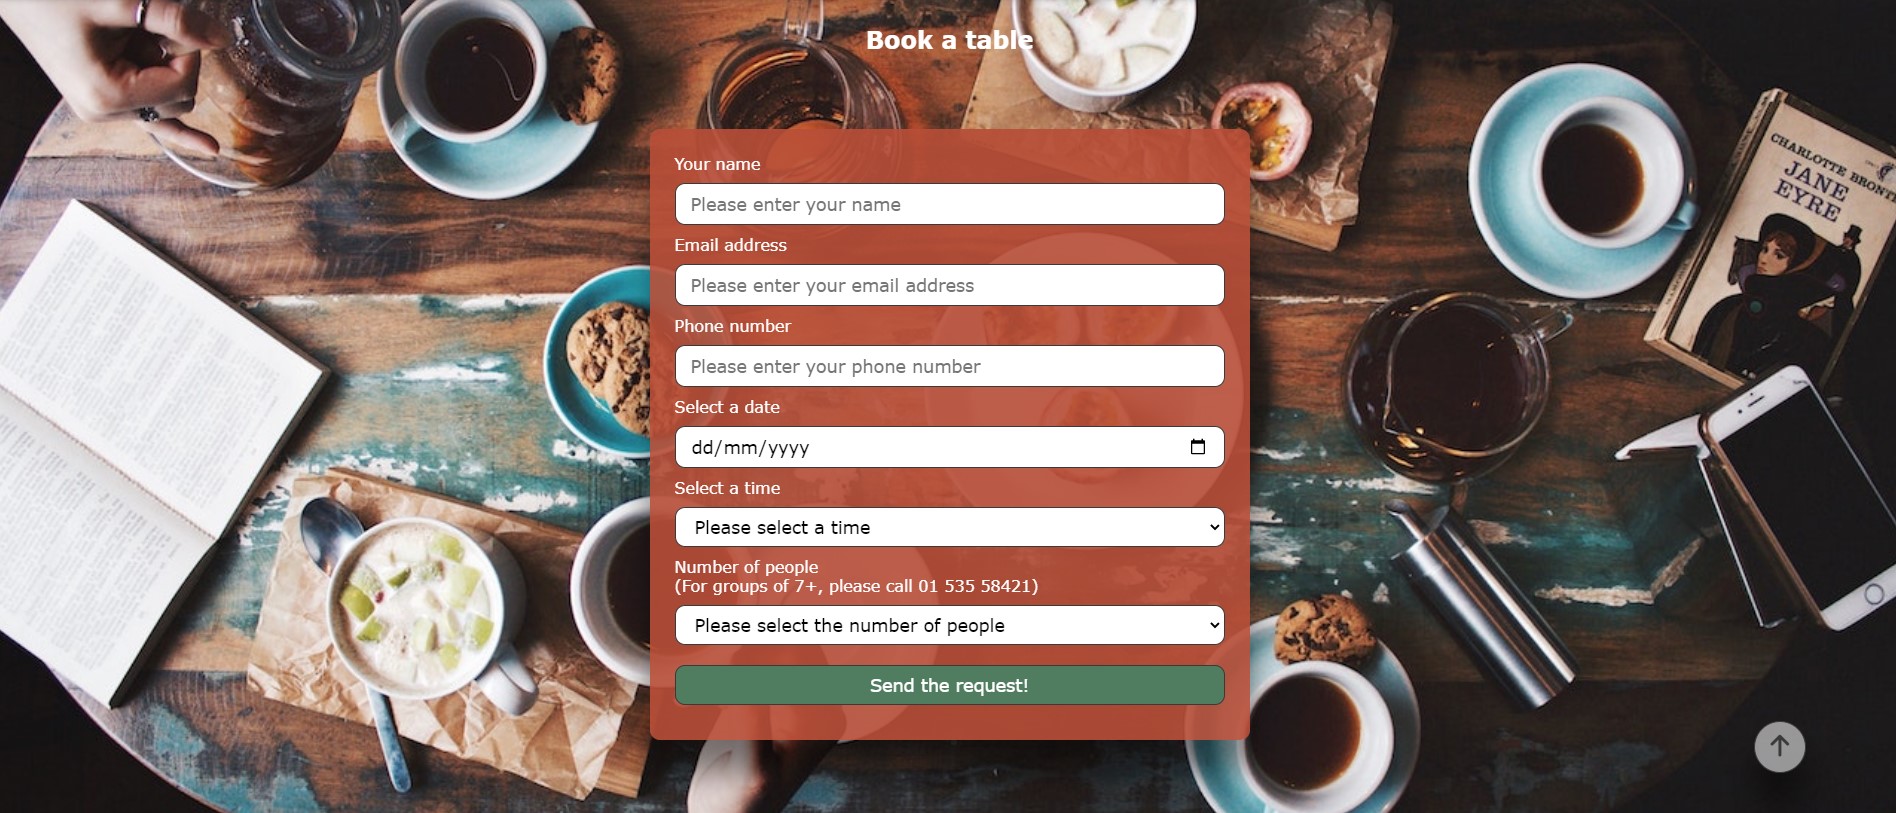 Book a table
Your name
Please enter your name
Email address
Please enter your email address
Phone number
Please enter your phone number
Select a date
dd/mm/yyyy
Select a time
Please select a time
Number of people
(For groups of 7+, please call 01 535 58421)
Please select the number of people
Send the request!
CHARLOTTE BRONT
JANE
EYRE